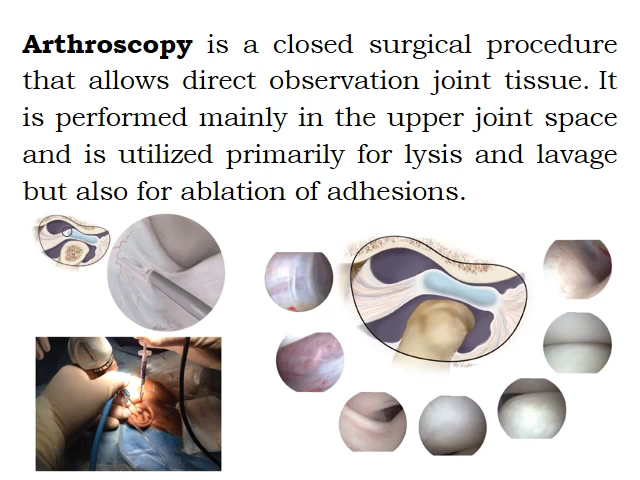 Arthroscopy is a closed surgical procedure
that allows direct observation joint tissue. It
is performed mainly in the upper joint space
and is utilized primarily for lysis and lavage
but also for ablation of adhesions.